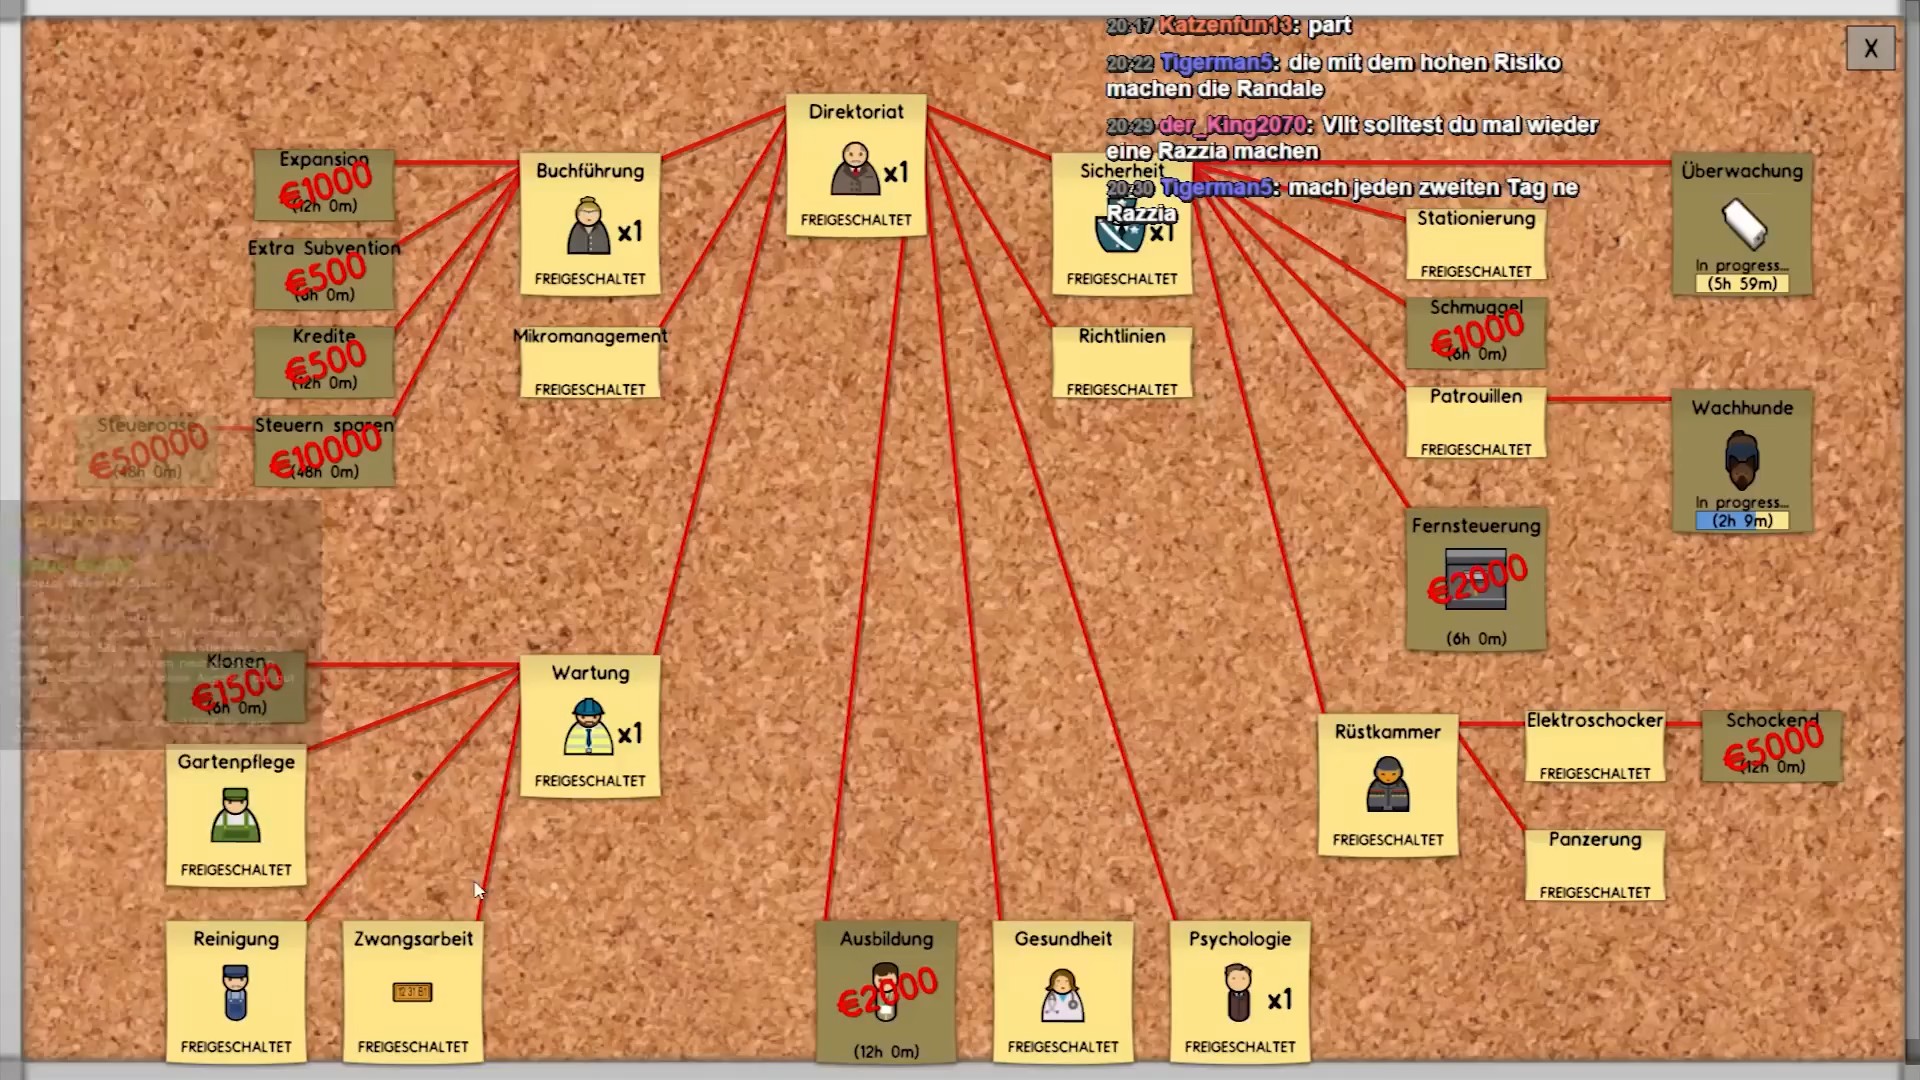 20:17 Katzenfun13: part
20:22 Tigerman5: die mit dem hohen Risiko
machen die Randale
20:29 der_King2070: Vllt solltest du mal wieder
eine Razzia machen
20:30 Tigerman5: mach jeden zweiten Tag ne
Razzia
X
Direktoriat
x1
FREIGESCHALTET
Expansion
€1000
(12h 0m)
Extra Subvention
€500
Kredite
€500
(12h 0m)
Steuern sparen
€10000
(48h 0m)
Steueroase
€50000
(48h 0m)
Buchführung
x1
FREIGESCHALTET
Mikromanagement
FREIGESCHALTET
Sicherheit
x1
FREIGESCHALTET
Richtlinien
FREIGESCHALTET
Stationierung
FREIGESCHALTET
Schmuggel
€1000
(6h 0m)
Patrouillen
FREIGESCHALTET
Fernsteuerung
€2000
(6h 0m)
Überwachung
In progress...
(5h 59m)
Wachhunde
In progress...
(2h 9m)
Klonen
€1500
(6h 0m)
Gartenpflege
FREIGESCHALTET
Wartung
x1
FREIGESCHALTET
Reinigung
FREIGESCHALTET
Zwangsarbeit
FREIGESCHALTET
Ausbildung
€2000
(12h 0m)
Gesundheit
FREIGESCHALTET
Psychologie
x1
FREIGESCHALTET
Rüstkammer
FREIGESCHALTET
Elektroschocker
FREIGESCHALTET
Schockend
€5000
(12h 0m)
Panzerung
FREIGESCHALTET